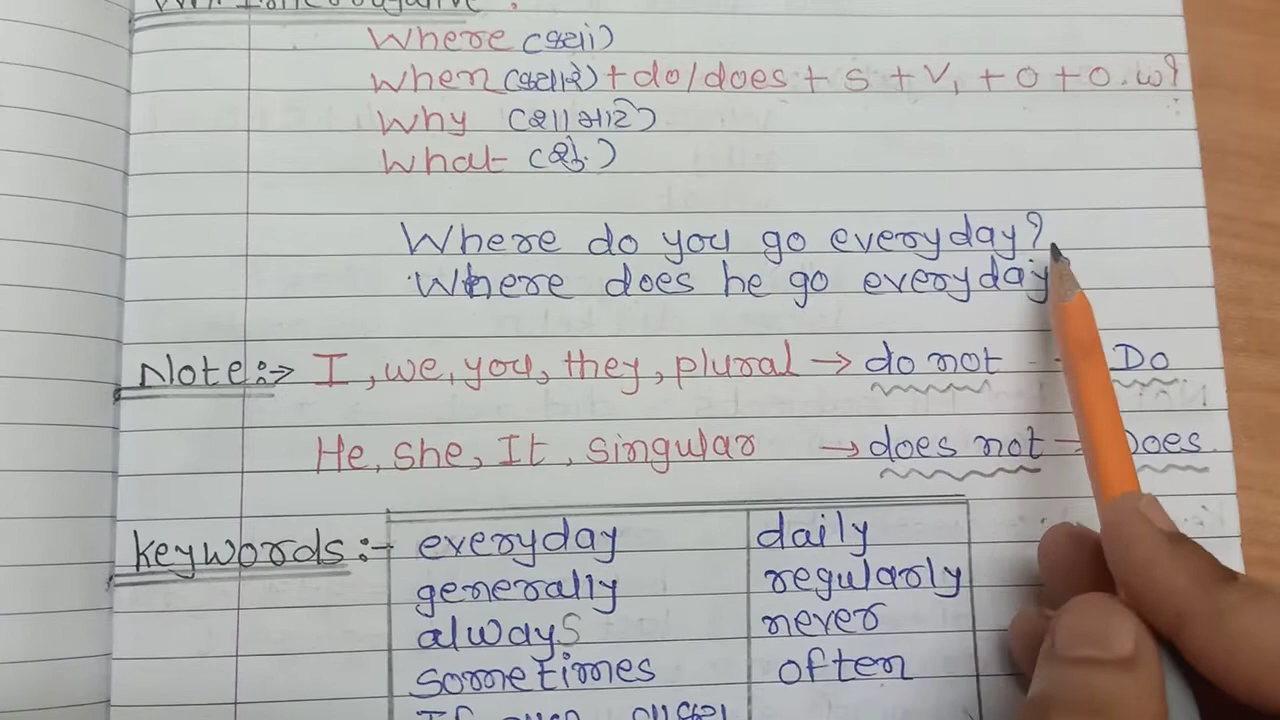 Where (ક્યાં)
When (ક્યારે) + do/does + S + V₁ + O + O.W?
Why (શા માટે)
What (શું.)
Where do you go everyday?
Where does he go everyday
Note:-> I, we, you, they, plural → do not Do
He, she, It, singular → does not → Does.
Keywords:- everyday daily
generally regularly
always never
sometimes often